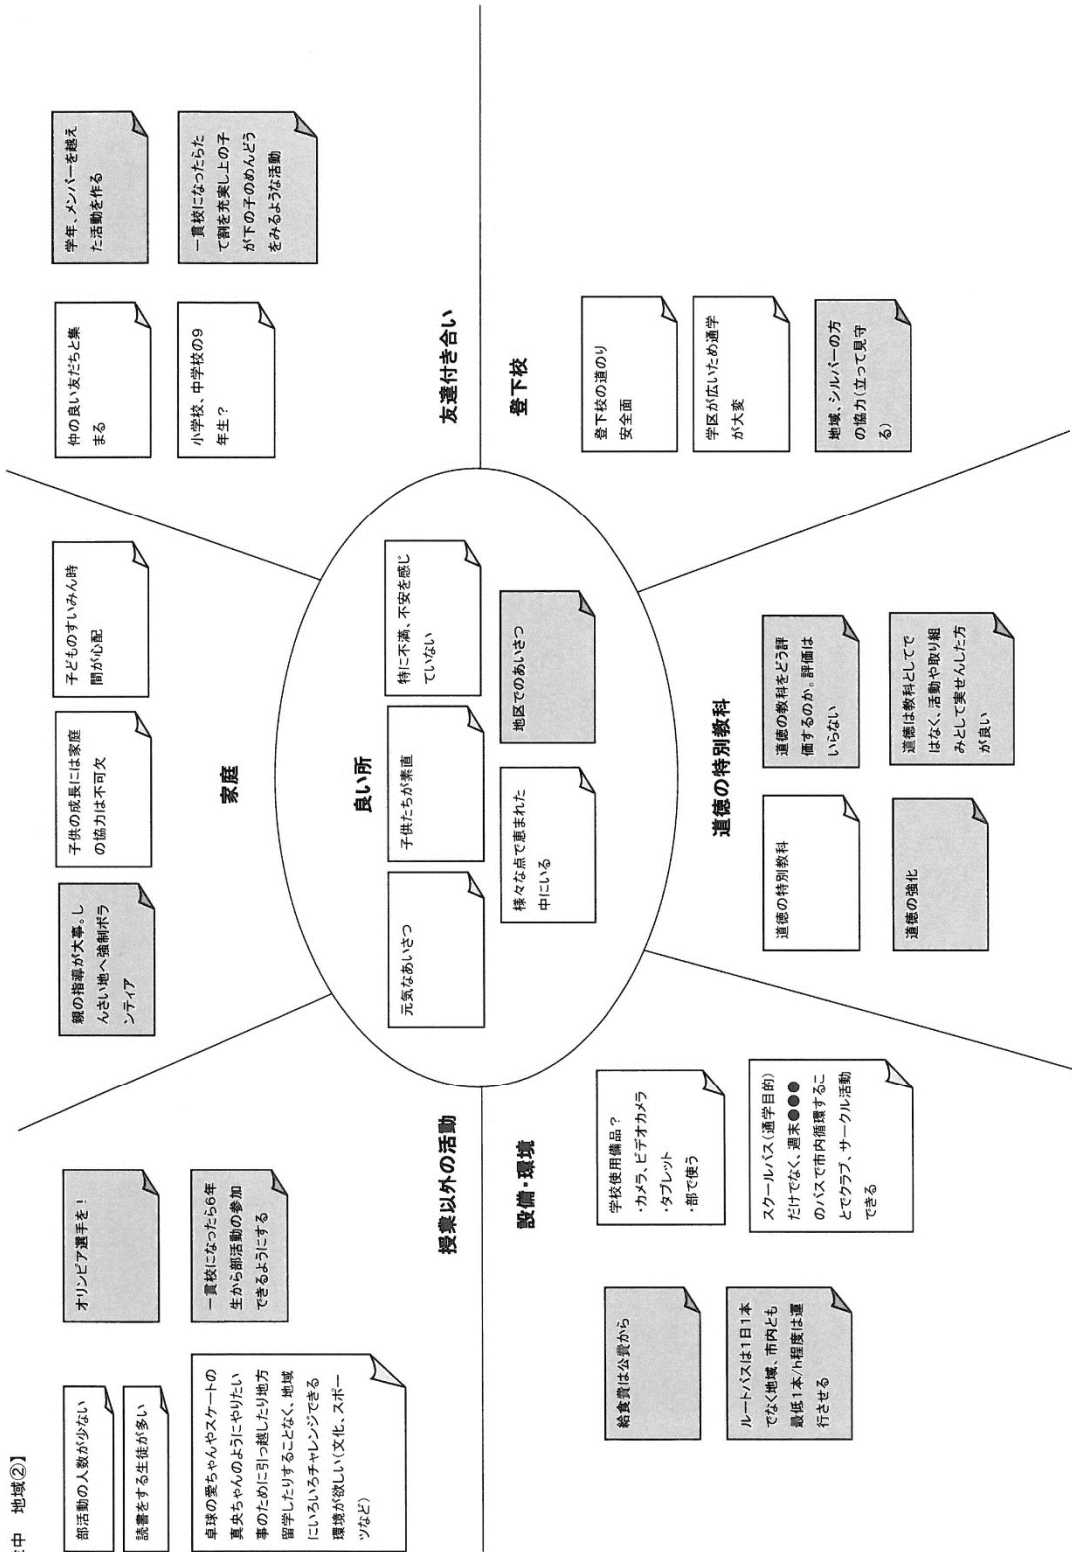 中 地域②】
部活動の人数が少ない
読書をする生徒が多い
オリンピア選手を！
卓球の愛ちゃんやスケートの
真央ちゃんのようにやりたい
事のために引っ越したり地方
留学したりすることなく、地域
にいろいろチャレンジできる
環境が欲しい(文化、スポー
ツなど)
一貫校になったら6年
生から部活動の参加
できるようにする
授業以外の活動
親の指導が大事。し
んさい地へ強制ボラ
ンティア
子供の成長には家庭
の協力は不可欠
子どものすいみん時
間が心配
家庭
仲の良い友だちと集
まる
学年、メンバーを越え
た活動を作る
小学校、中学校の9
年生？
一貫校になったらた
て割を充実し上の子
が下の子のめんどう
をみるような活動
友達付き合い
良い所
元気なあいさつ
子供たちが素直
特に不満、不安を感じ
ていない
様々な点で恵まれた
中にいる
地区でのあいさつ
設備・環境
給食費は公費から
学校使用備品？
・カメラ、ビデオカメラ
・タブレット
・部で使う
ルートバスは1日1本
でなく地域、市内とも
最低1本/h程度は運
行させる
スクールバス(通学目的)
だけでなく、週末●●●
のバスで市内循環するこ
とでクラブ、サークル活動
できる
道徳の特別教科
道徳の特別教科
道徳の教科をどう評
価するのか。評価は
いらない
道徳の強化
道徳は教科としてで
はなく、活動や取り組
みとして実せんした方
が良い
登下校
登下校の道のり
安全面
学区が広いため通学
が大変
地域、シルバーの方
の協力(立って見守
る)